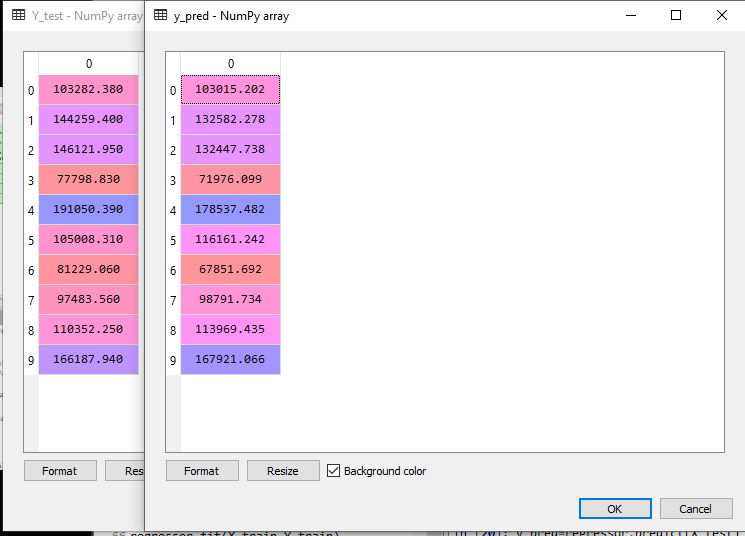 Y_test - NumPy array
y_pred - NumPy array
0
0 103282.380
1 144259.400
2 146121.950
3 77798.830
4 191050.390
5 105008.310
6 81229.060
7 97483.560
8 110352.250
9 166187.940
0
0 103015.202
1 132582.278
2 132447.738
3 71976.099
4 178537.482
5 116161.242
6 67851.692
7 98791.734
8 113969.435
9 167921.066
Format
Res
Format
Resize
Background color
OK
Cancel
66 regressor.fit(X_train,Y_train)
In [20]: y_pred=regressor.predict(X_test)